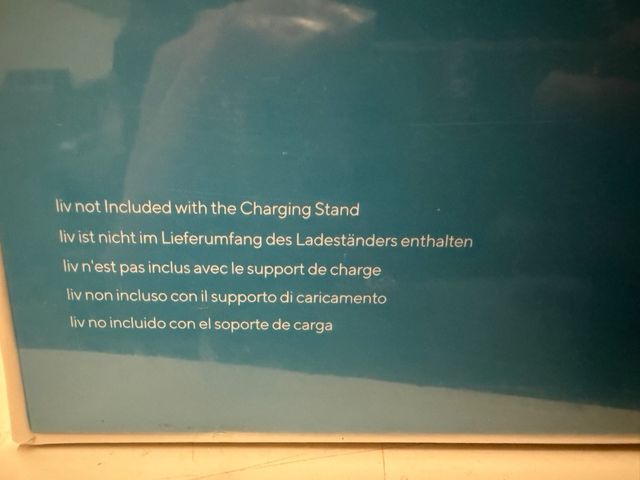 liv not Included with the Charging Stand
liv ist nicht im Lieferumfang des Ladeständers enthalten
liv n'est pas inclus avec le support de charge
liv non incluso con il supporto di caricamento
liv no incluido con el soporte de carga